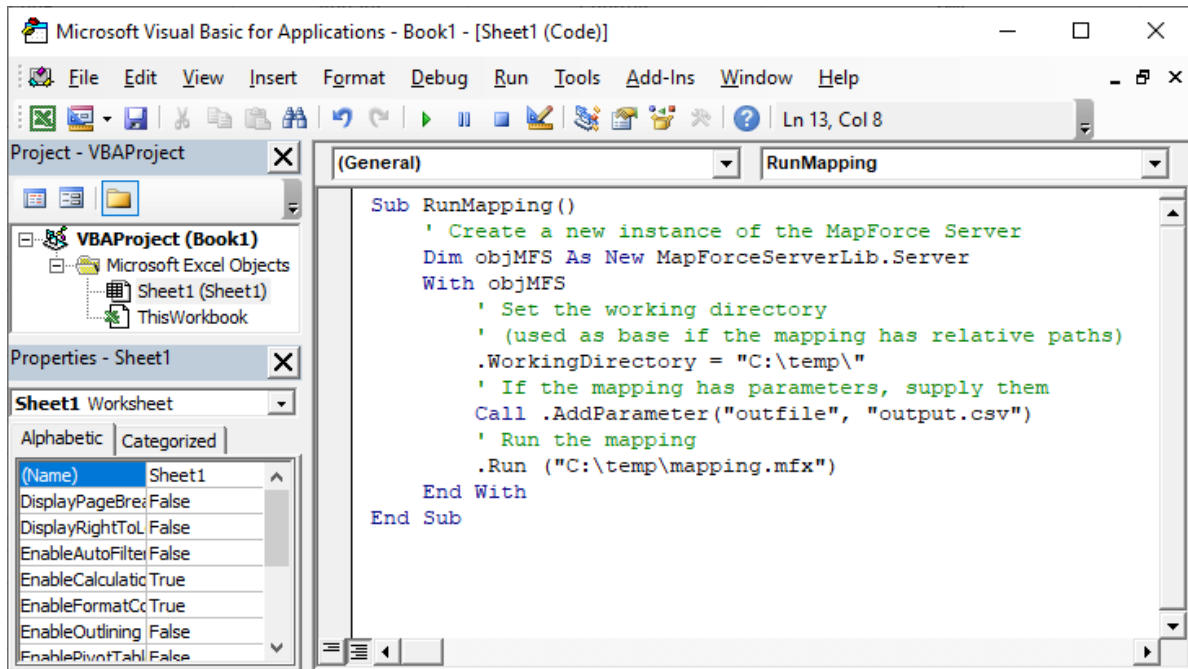 Microsoft Visual Basic for Applications - Book1 - [Sheet1 (Code)]
File Edit View Insert Format Debug Run Tools Add-Ins Window Help
Ln 13, Col 8
Project - VBAProject
VBAProject (Book1)
Microsoft Excel Objects
Sheet1 (Sheet1)
ThisWorkbook
Properties - Sheet1
Sheet1 Worksheet
Alphabetic Categorized
(Name) Sheet1
DisplayPageBrea False
DisplayRightToL False
EnableAutoFilte False
EnableCalculatic True
EnableFormatCc True
EnableOutlining False
EnablePivotTabl False
(General) RunMapping
Sub RunMapping()
    ' Create a new instance of the MapForce Server
    Dim objMFS As New MapForceServerLib.Server
    With objMFS
        ' Set the working directory
        ' (used as base if the mapping has relative paths)
        .WorkingDirectory = "C:\temp\"
        ' If the mapping has parameters, supply them
        Call .AddParameter("outfile", "output.csv")
        ' Run the mapping
        .Run ("C:\temp\mapping.mfx")
    End With
End Sub